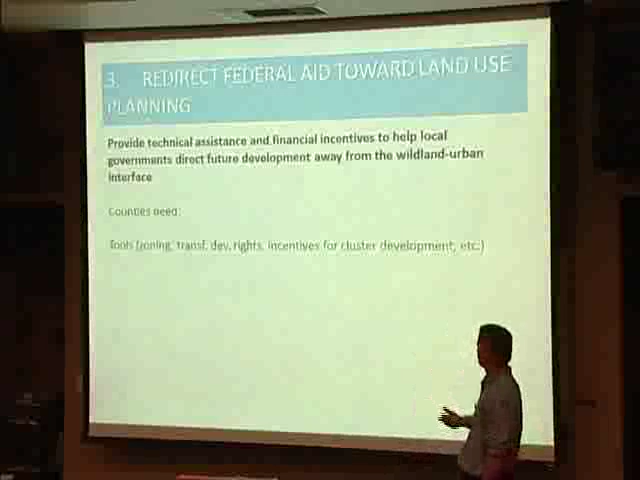 3. REDIRECT FEDERAL AID TOWARD LAND USE
PLANNING
Provide technical assistance and financial incentives to help local
governments direct future development away from the wildland-urban
interface
Counties need:
Tools (zoning, transf. dev. rights, incentives for cluster development, etc.)